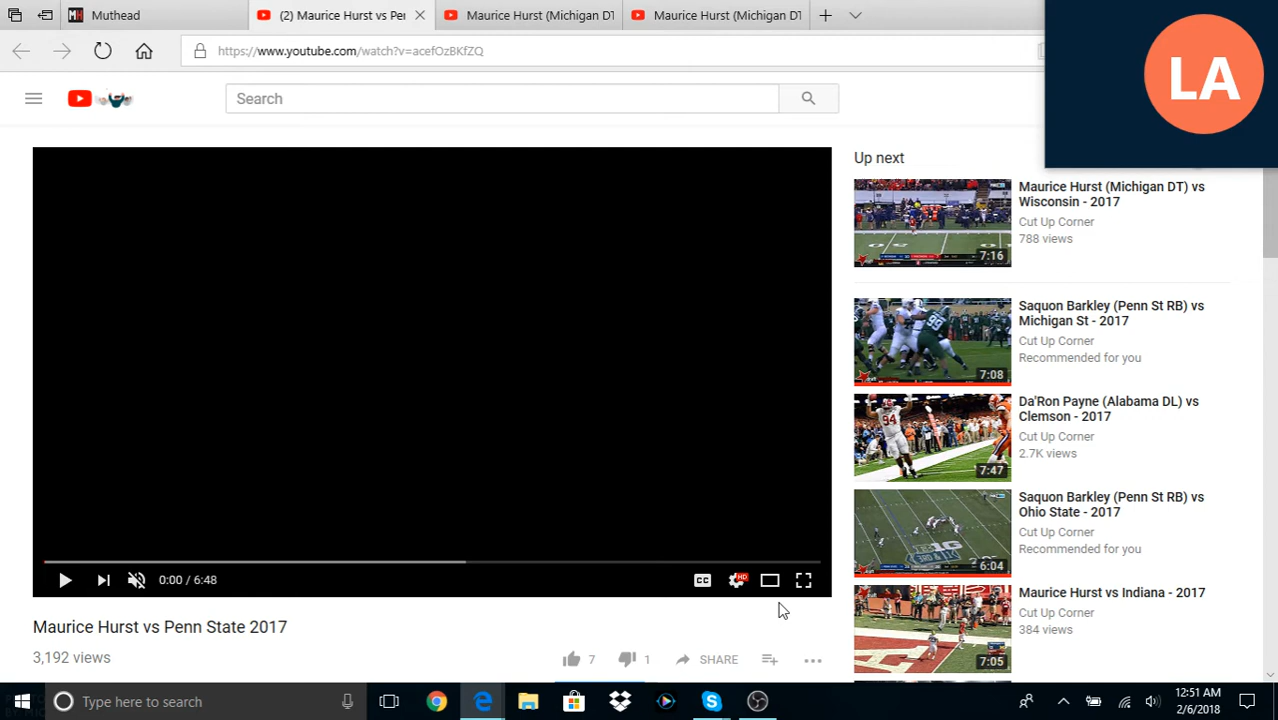 Muthead
(2) Maurice Hurst vs Pe
Maurice Hurst (Michigan DT
Maurice Hurst (Michigan DT
https://www.youtube.com/watch?v=acefOzBKfZQ
LA
Search
Up next
Maurice Hurst (Michigan DT) vs
Wisconsin - 2017
Cut Up Corner
788 views
7:16
Saquon Barkley (Penn St RB) vs
Michigan St - 2017
Cut Up Corner
Recommended for you
7:08
Da'Ron Payne (Alabama DL) vs
Clemson - 2017
Cut Up Corner
2.7K views
7:47
Saquon Barkley (Penn St RB) vs
Ohio State - 2017
Cut Up Corner
Recommended for you
6:04
Maurice Hurst vs Indiana - 2017
Cut Up Corner
384 views
7:05
0:00 / 6:48
CC
HD
Maurice Hurst vs Penn State 2017
3,192 views
7
1
SHARE
Type here to search
12:51 AM
2/6/2018